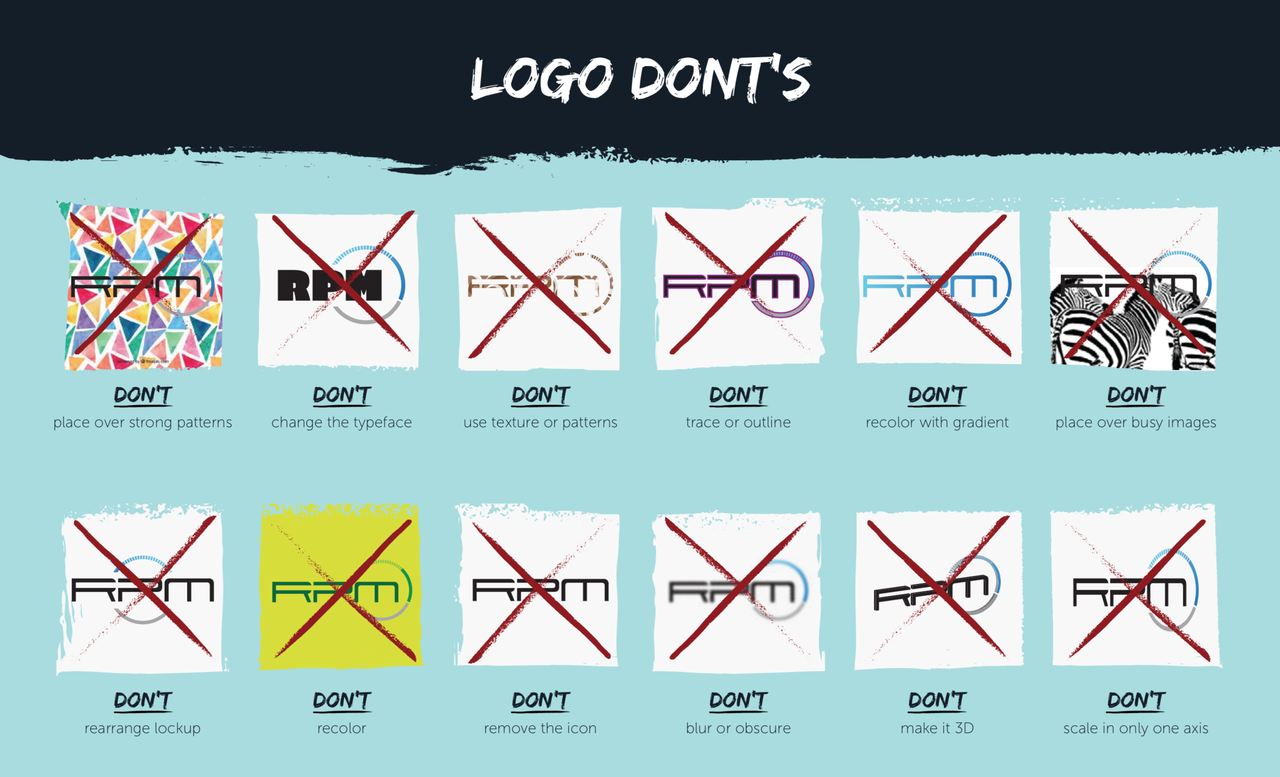 LOGO DONT'S
RPM
RPM
RPM
RPM
RPM
RPM
DON'T
DON'T
DON'T
DON'T
DON'T
DON'T
place over strong patterns
change the typeface
use texture or patterns
trace or outline
recolor with gradient
place over busy images
RPM
RPM
RPM
RPM
RPM
RPM
DON'T
DON'T
DON'T
DON'T
DON'T
DON'T
rearrange lockup
recolor
remove the icon
blur or obscure
make it 3D
scale in only one axis